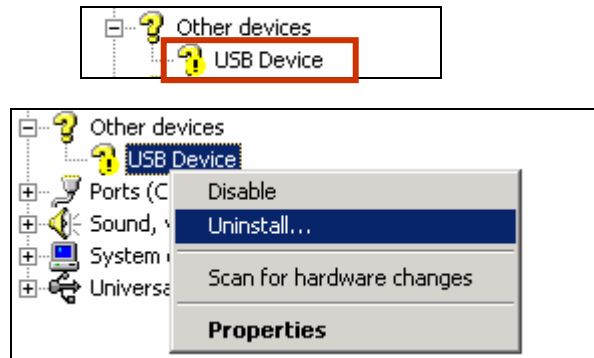 Other devices
USB Device
Other devices
USB Device
Ports (C
Disable
Sound,
Uninstall...
System
Scan for hardware changes
Universa
Properties